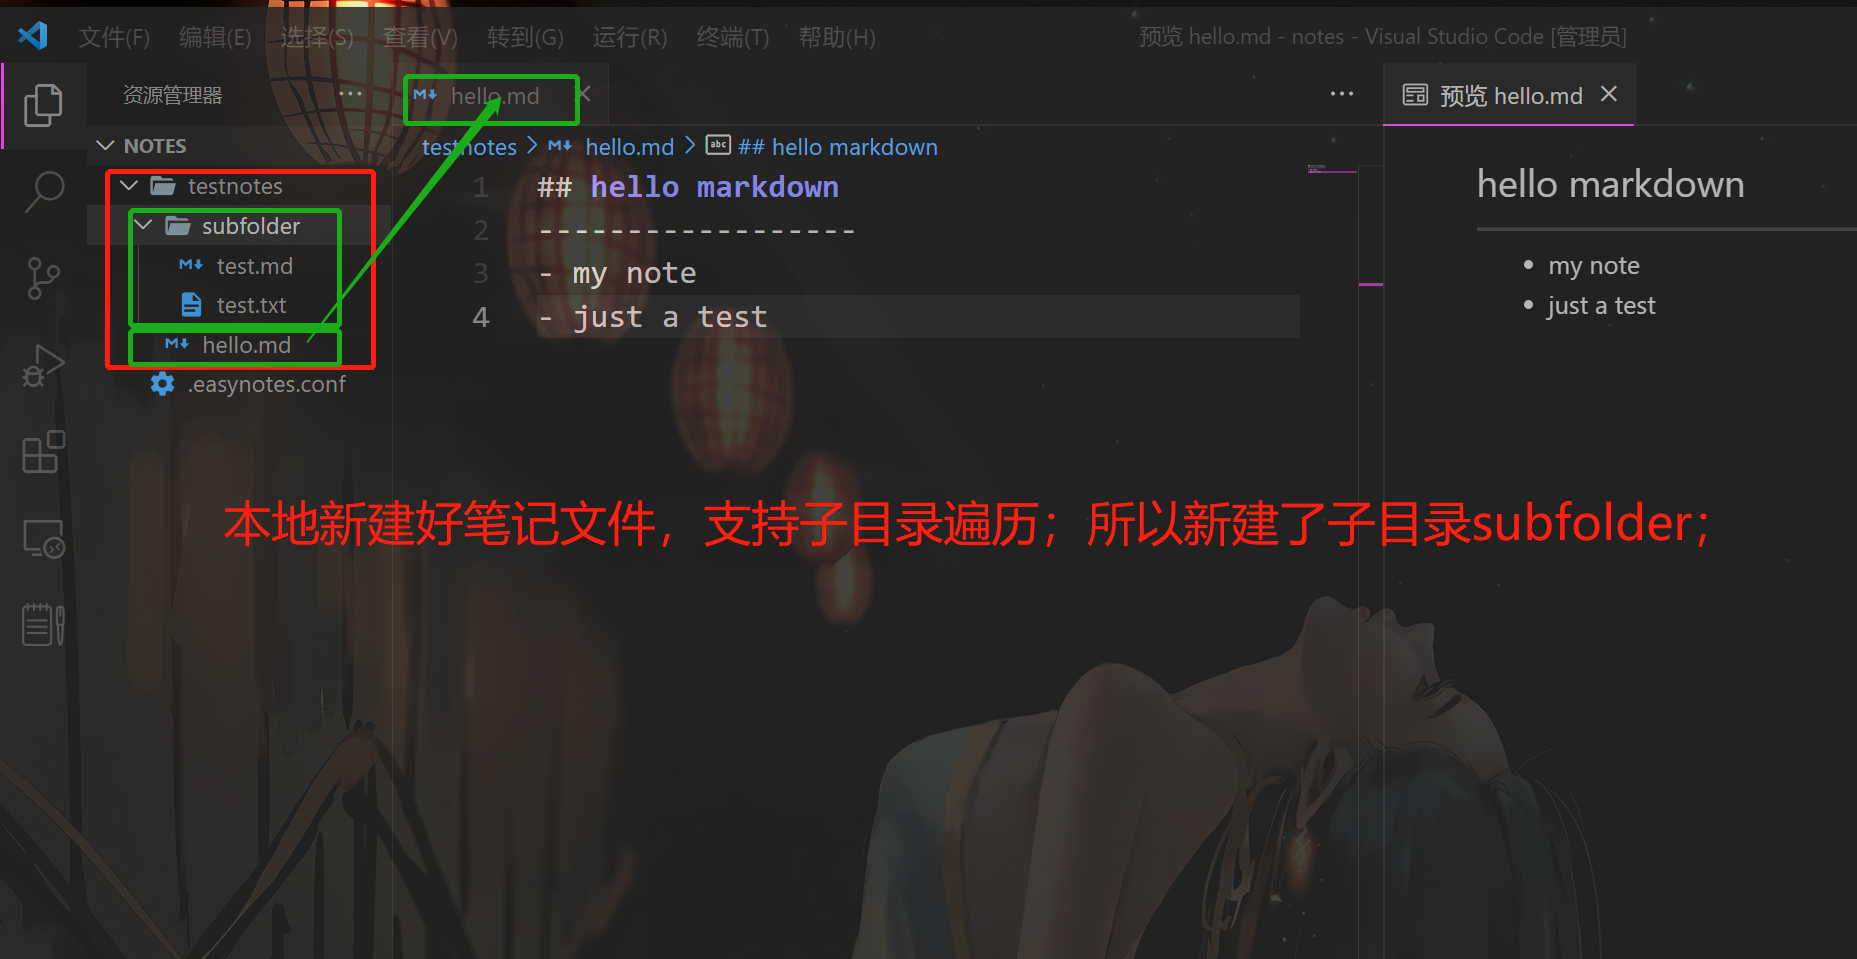 文件(F) 编辑(E) 选择(S) 查看(V) 转到(G) 运行(R) 终端(T) 帮助(H) 预览 hello.md - notes - Visual Studio Code [管理员]
资源管理器 ···
hello.md
···
预览 hello.md
NOTES
testnotes
subfolder
test.md
test.txt
hello.md
.easynotes.conf
testnotes > hello.md > abc ## hello markdown
1 ## hello markdown
2 ------------------
3 - my note
4 - just a test
hello markdown
• my note
• just a test
本地新建好笔记文件，支持子目录遍历；所以新建了子目录subfolder；